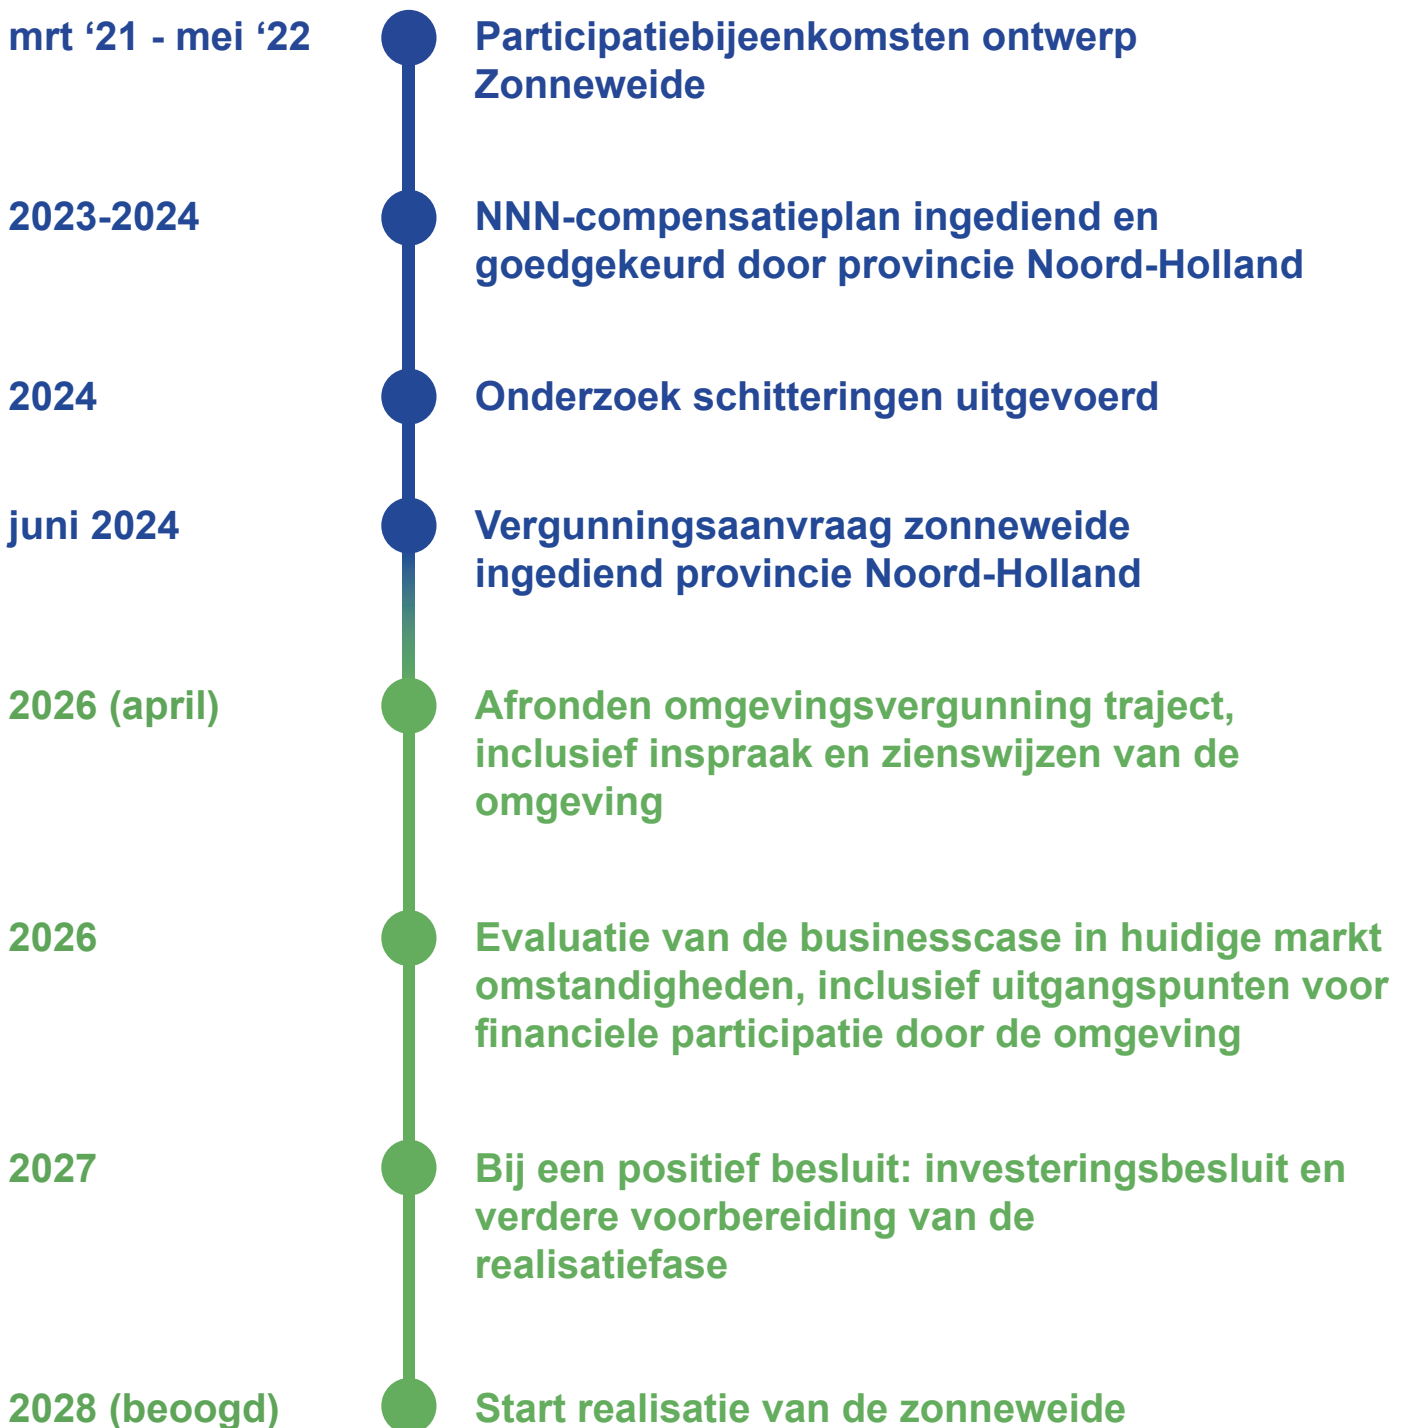 mrt ‘21 - mei ‘22
Participatiebijeenkomsten ontwerp
Zonneweide
2023-2024
NNN-compensatieplan ingediend en
goedgekeurd door provincie Noord-Holland
2024
Onderzoek schitteringen uitgevoerd
juni 2024
Vergunningsaanvraag zonneweide
ingediend provincie Noord-Holland
2026 (april)
Afronden omgevingsvergunning traject,
inclusief inspraak en zienswijzen van de
omgeving
2026
Evaluatie van de businesscase in huidige markt
omstandigheden, inclusief uitgangspunten voor
financiele participatie door de omgeving
2027
Bij een positief besluit: investeringsbesluit en
verdere voorbereiding van de
realisatiefase
2028 (beoogd)
Start realisatie van de zonneweide